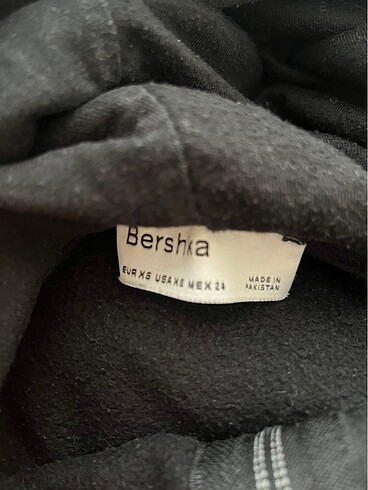 Bershka
EUR XS USA XS MEX 24
MADE IN
PAKISTAN